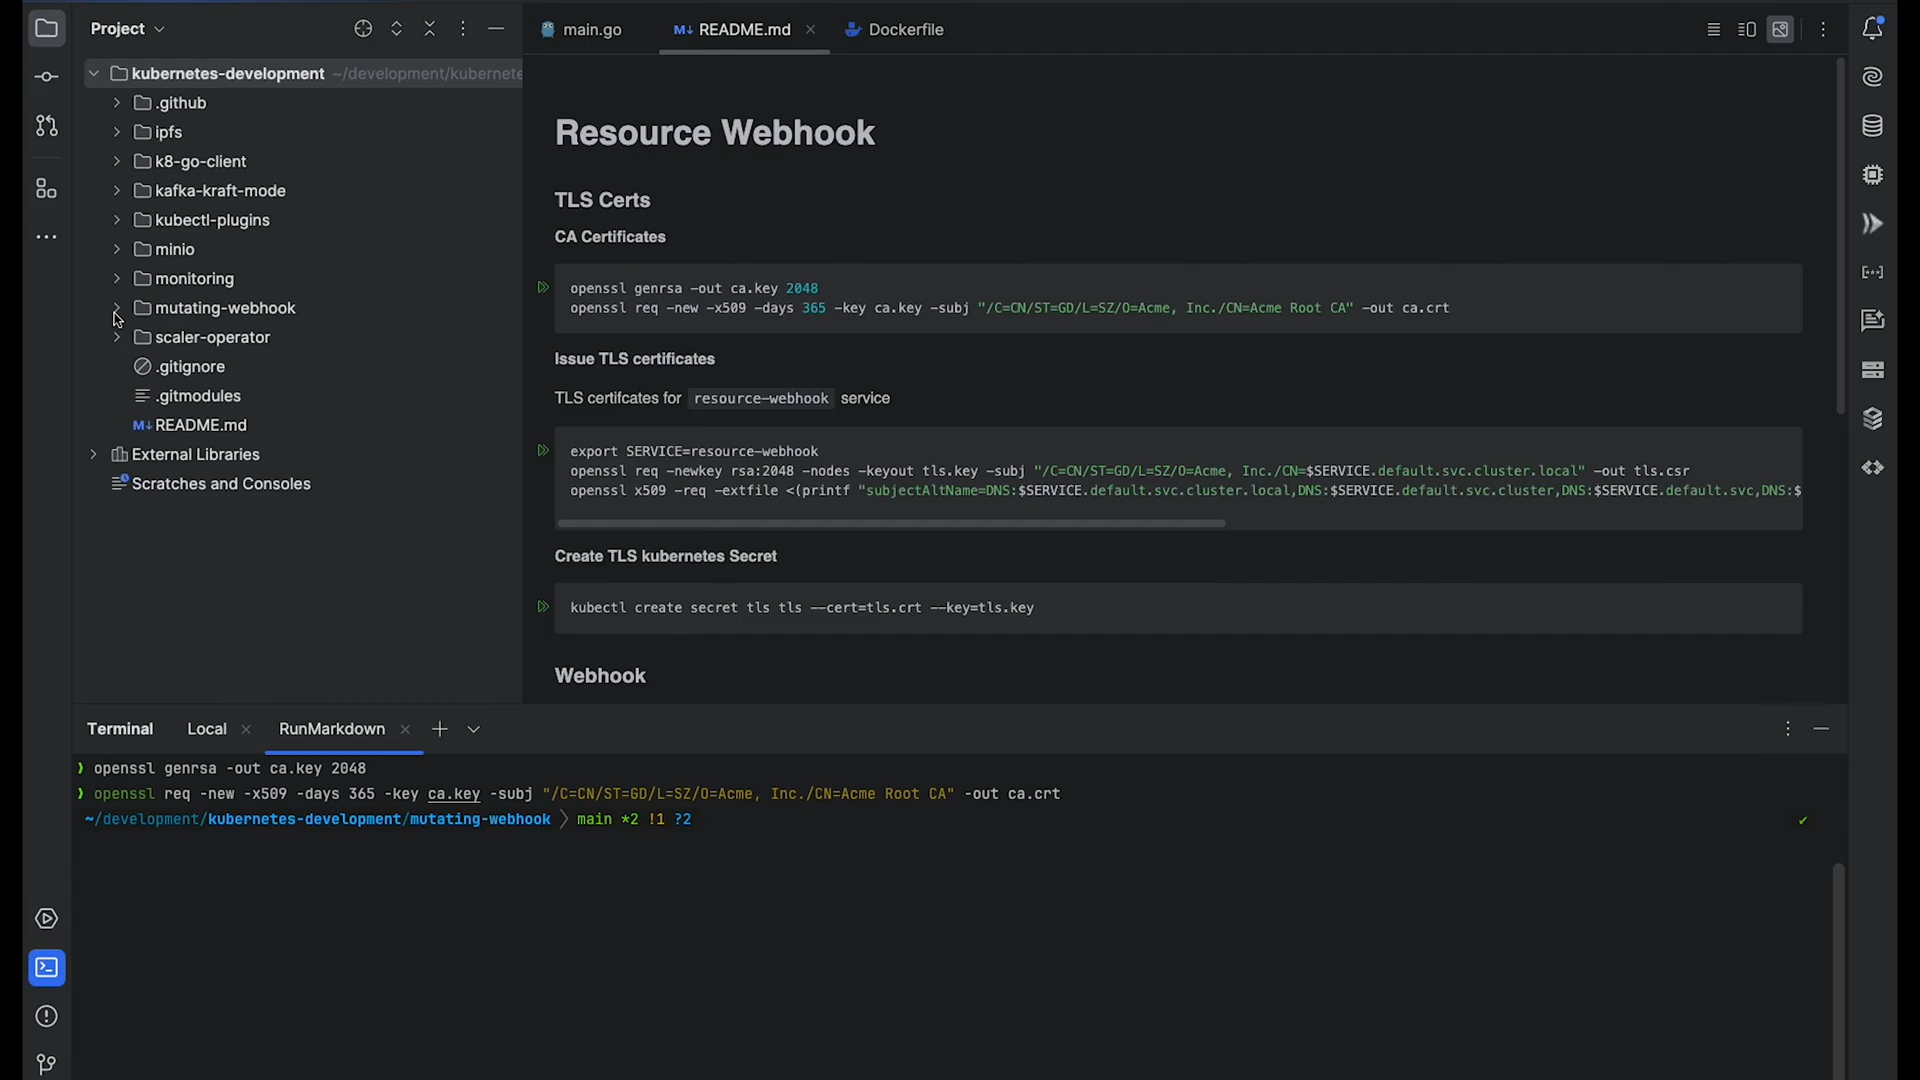 Project
main.go
README.md
Dockerfile
kubernetes-development ~/development/kubernete
.github
ipfs
k8-go-client
kafka-kraft-mode
kubectl-plugins
minio
monitoring
mutating-webhook
scaler-operator
.gitignore
.gitmodules
M↓ README.md
External Libraries
Scratches and Consoles
Resource Webhook
TLS Certs
CA Certificates
openssl genrsa -out ca.key 2048
openssl req -new -x509 -days 365 -key ca.key -subj "/C=CN/ST=GD/L=SZ/O=Acme, Inc./CN=Acme Root CA" -out ca.crt
Issue TLS certificates
TLS certifcates for resource-webhook service
export SERVICE=resource-webhook
openssl req -newkey rsa:2048 -nodes -keyout tls.key -subj "/C=CN/ST=GD/L=SZ/O=Acme, Inc./CN=$SERVICE.default.svc.cluster.local" -out tls.csr
openssl x509 -req -extfile <(printf "subjectAltName=DNS:$SERVICE.default.svc.cluster.local,DNS:$SERVICE.default.svc.cluster,DNS:$SERVICE.default.svc,DNS:$
Create TLS kubernetes Secret
kubectl create secret tls tls --cert=tls.crt --key=tls.key
Webhook
Terminal Local RunMarkdown
❯ openssl genrsa -out ca.key 2048
❯ openssl req -new -x509 -days 365 -key ca.key -subj "/C=CN/ST=GD/L=SZ/O=Acme, Inc./CN=Acme Root CA" -out ca.crt
~/development/kubernetes-development/mutating-webhook main *2 !1 ?2 ✔